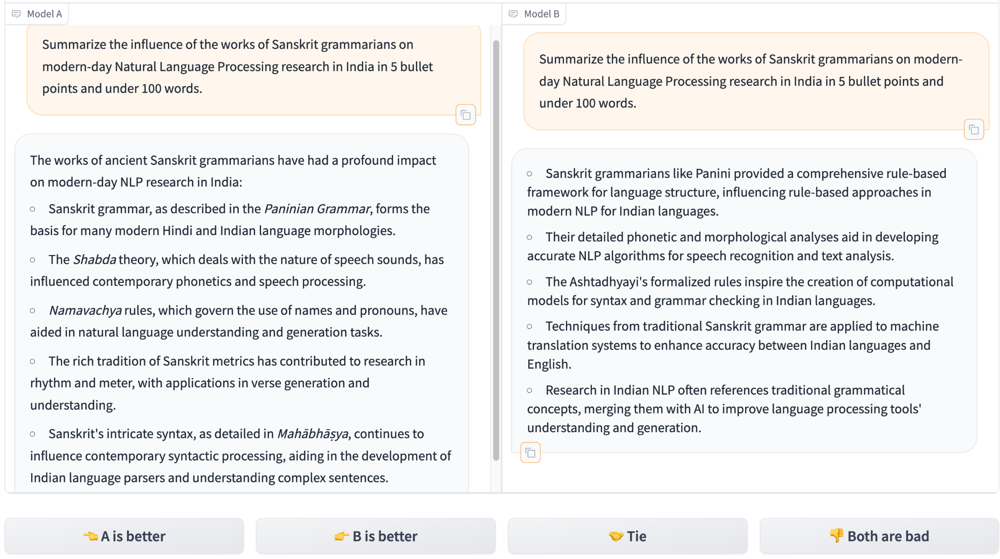 Model A
Summarize the influence of the works of Sanskrit grammarians on
modern-day Natural Language Processing research in India in 5 bullet
points and under 100 words.
The works of ancient Sanskrit grammarians have had a profound impact
on modern-day NLP research in India:
Sanskrit grammar, as described in the Paninian Grammar, forms the
basis for many modern Hindi and Indian language morphologies.
The Shabda theory, which deals with the nature of speech sounds, has
influenced contemporary phonetics and speech processing.
Namavachya rules, which govern the use of names and pronouns, have
aided in natural language understanding and generation tasks.
The rich tradition of Sanskrit metrics has contributed to research in
rhythm and meter, with applications in verse generation and
understanding.
Sanskrit's intricate syntax, as detailed in Mahābhāṣya, continues to
influence contemporary syntactic processing, aiding in the development of
Indian language parsers and understanding complex sentences.
Model B
Summarize the influence of the works of Sanskrit grammarians on modern-
day Natural Language Processing research in India in 5 bullet points and
under 100 words.
Sanskrit grammarians like Panini provided a comprehensive rule-based
framework for language structure, influencing rule-based approaches in
modern NLP for Indian languages.
Their detailed phonetic and morphological analyses aid in developing
accurate NLP algorithms for speech recognition and text analysis.
The Ashtadhyayi's formalized rules inspire the creation of computational
models for syntax and grammar checking in Indian languages.
Techniques from traditional Sanskrit grammar are applied to machine
translation systems to enhance accuracy between Indian languages and
English.
Research in Indian NLP often references traditional grammatical
concepts, merging them with AI to improve language processing tools'
understanding and generation.
👈 A is better
👉 B is better
🤝 Tie
👎 Both are bad